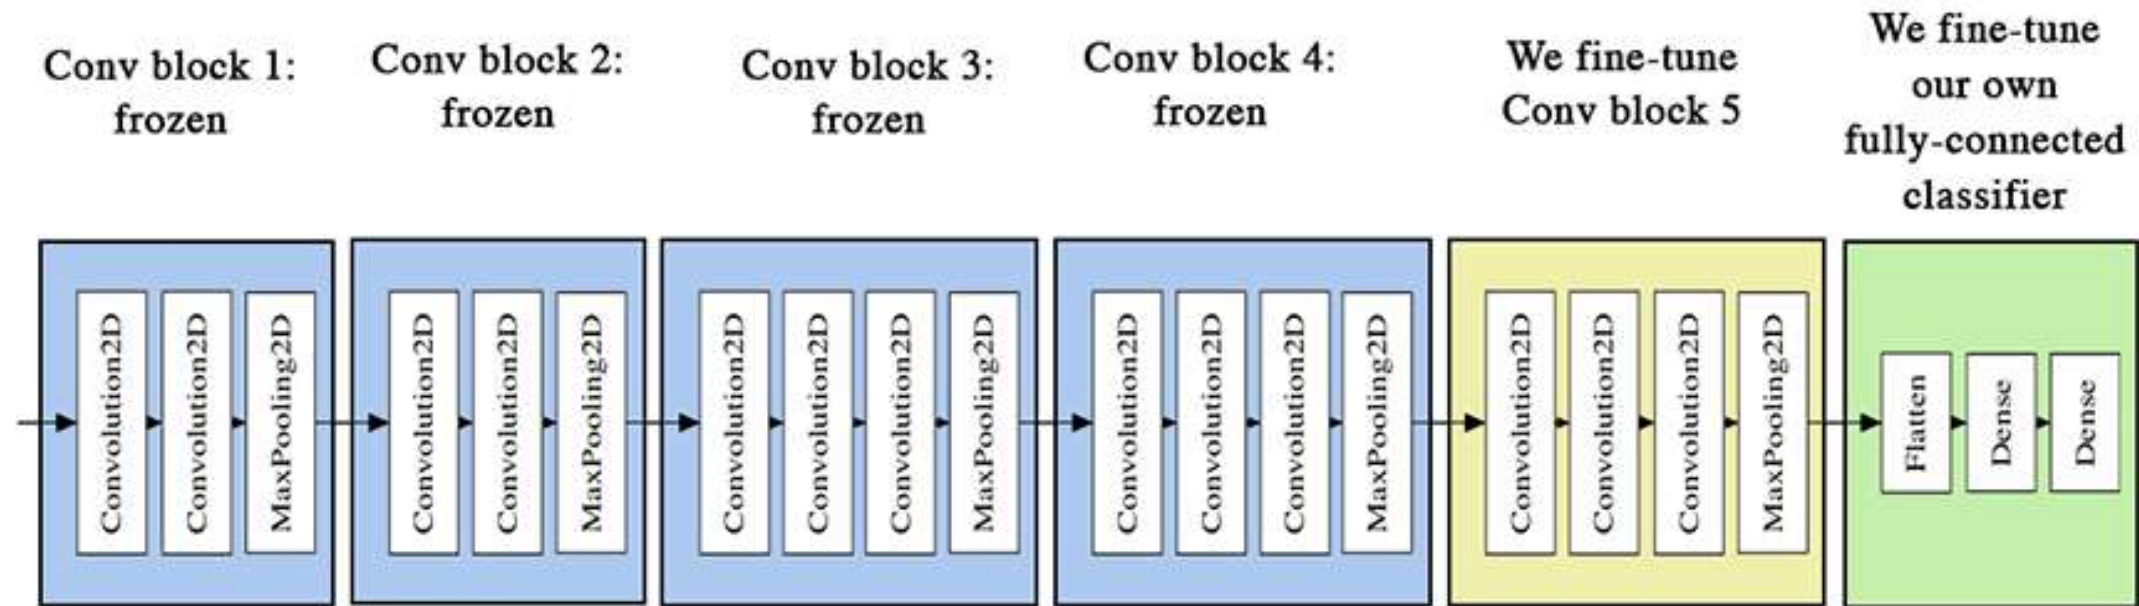 Conv block 1:
frozen
Conv block 2:
frozen
Conv block 3:
frozen
Conv block 4:
frozen
We fine-tune
Conv block 5
We fine-tune
our own
fully-connected
classifier
Convolution2D
Convolution2D
MaxPooling2D
Convolution2D
Convolution2D
MaxPooling2D
Convolution2D
Convolution2D
Convolution2D
MaxPooling2D
Convolution2D
Convolution2D
Convolution2D
MaxPooling2D
Convolution2D
Convolution2D
Convolution2D
MaxPooling2D
Flatten
Dense
Dense